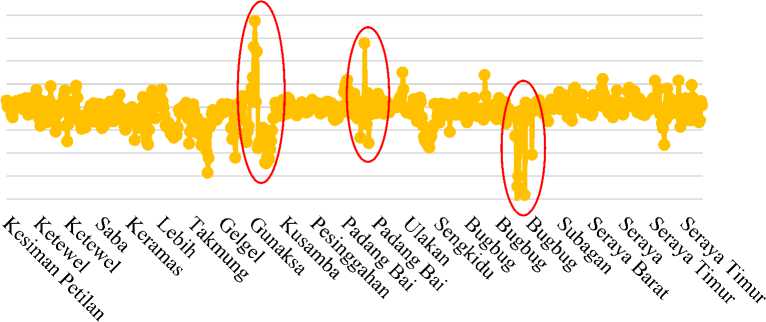 Kesiman Petilan
Ketewel
Ketewel
Saba
Keramas
Lebih
Takmung
Gelgel
Gunaksa
Kusamba
Pesinggahan
Padang Bai
Padang Bai
Ulakan
Sengkidu
Bugbug
Bugbug
Bugbug
Subagan
Seraya Barat
Seraya
Seraya Timur
Seraya Timur